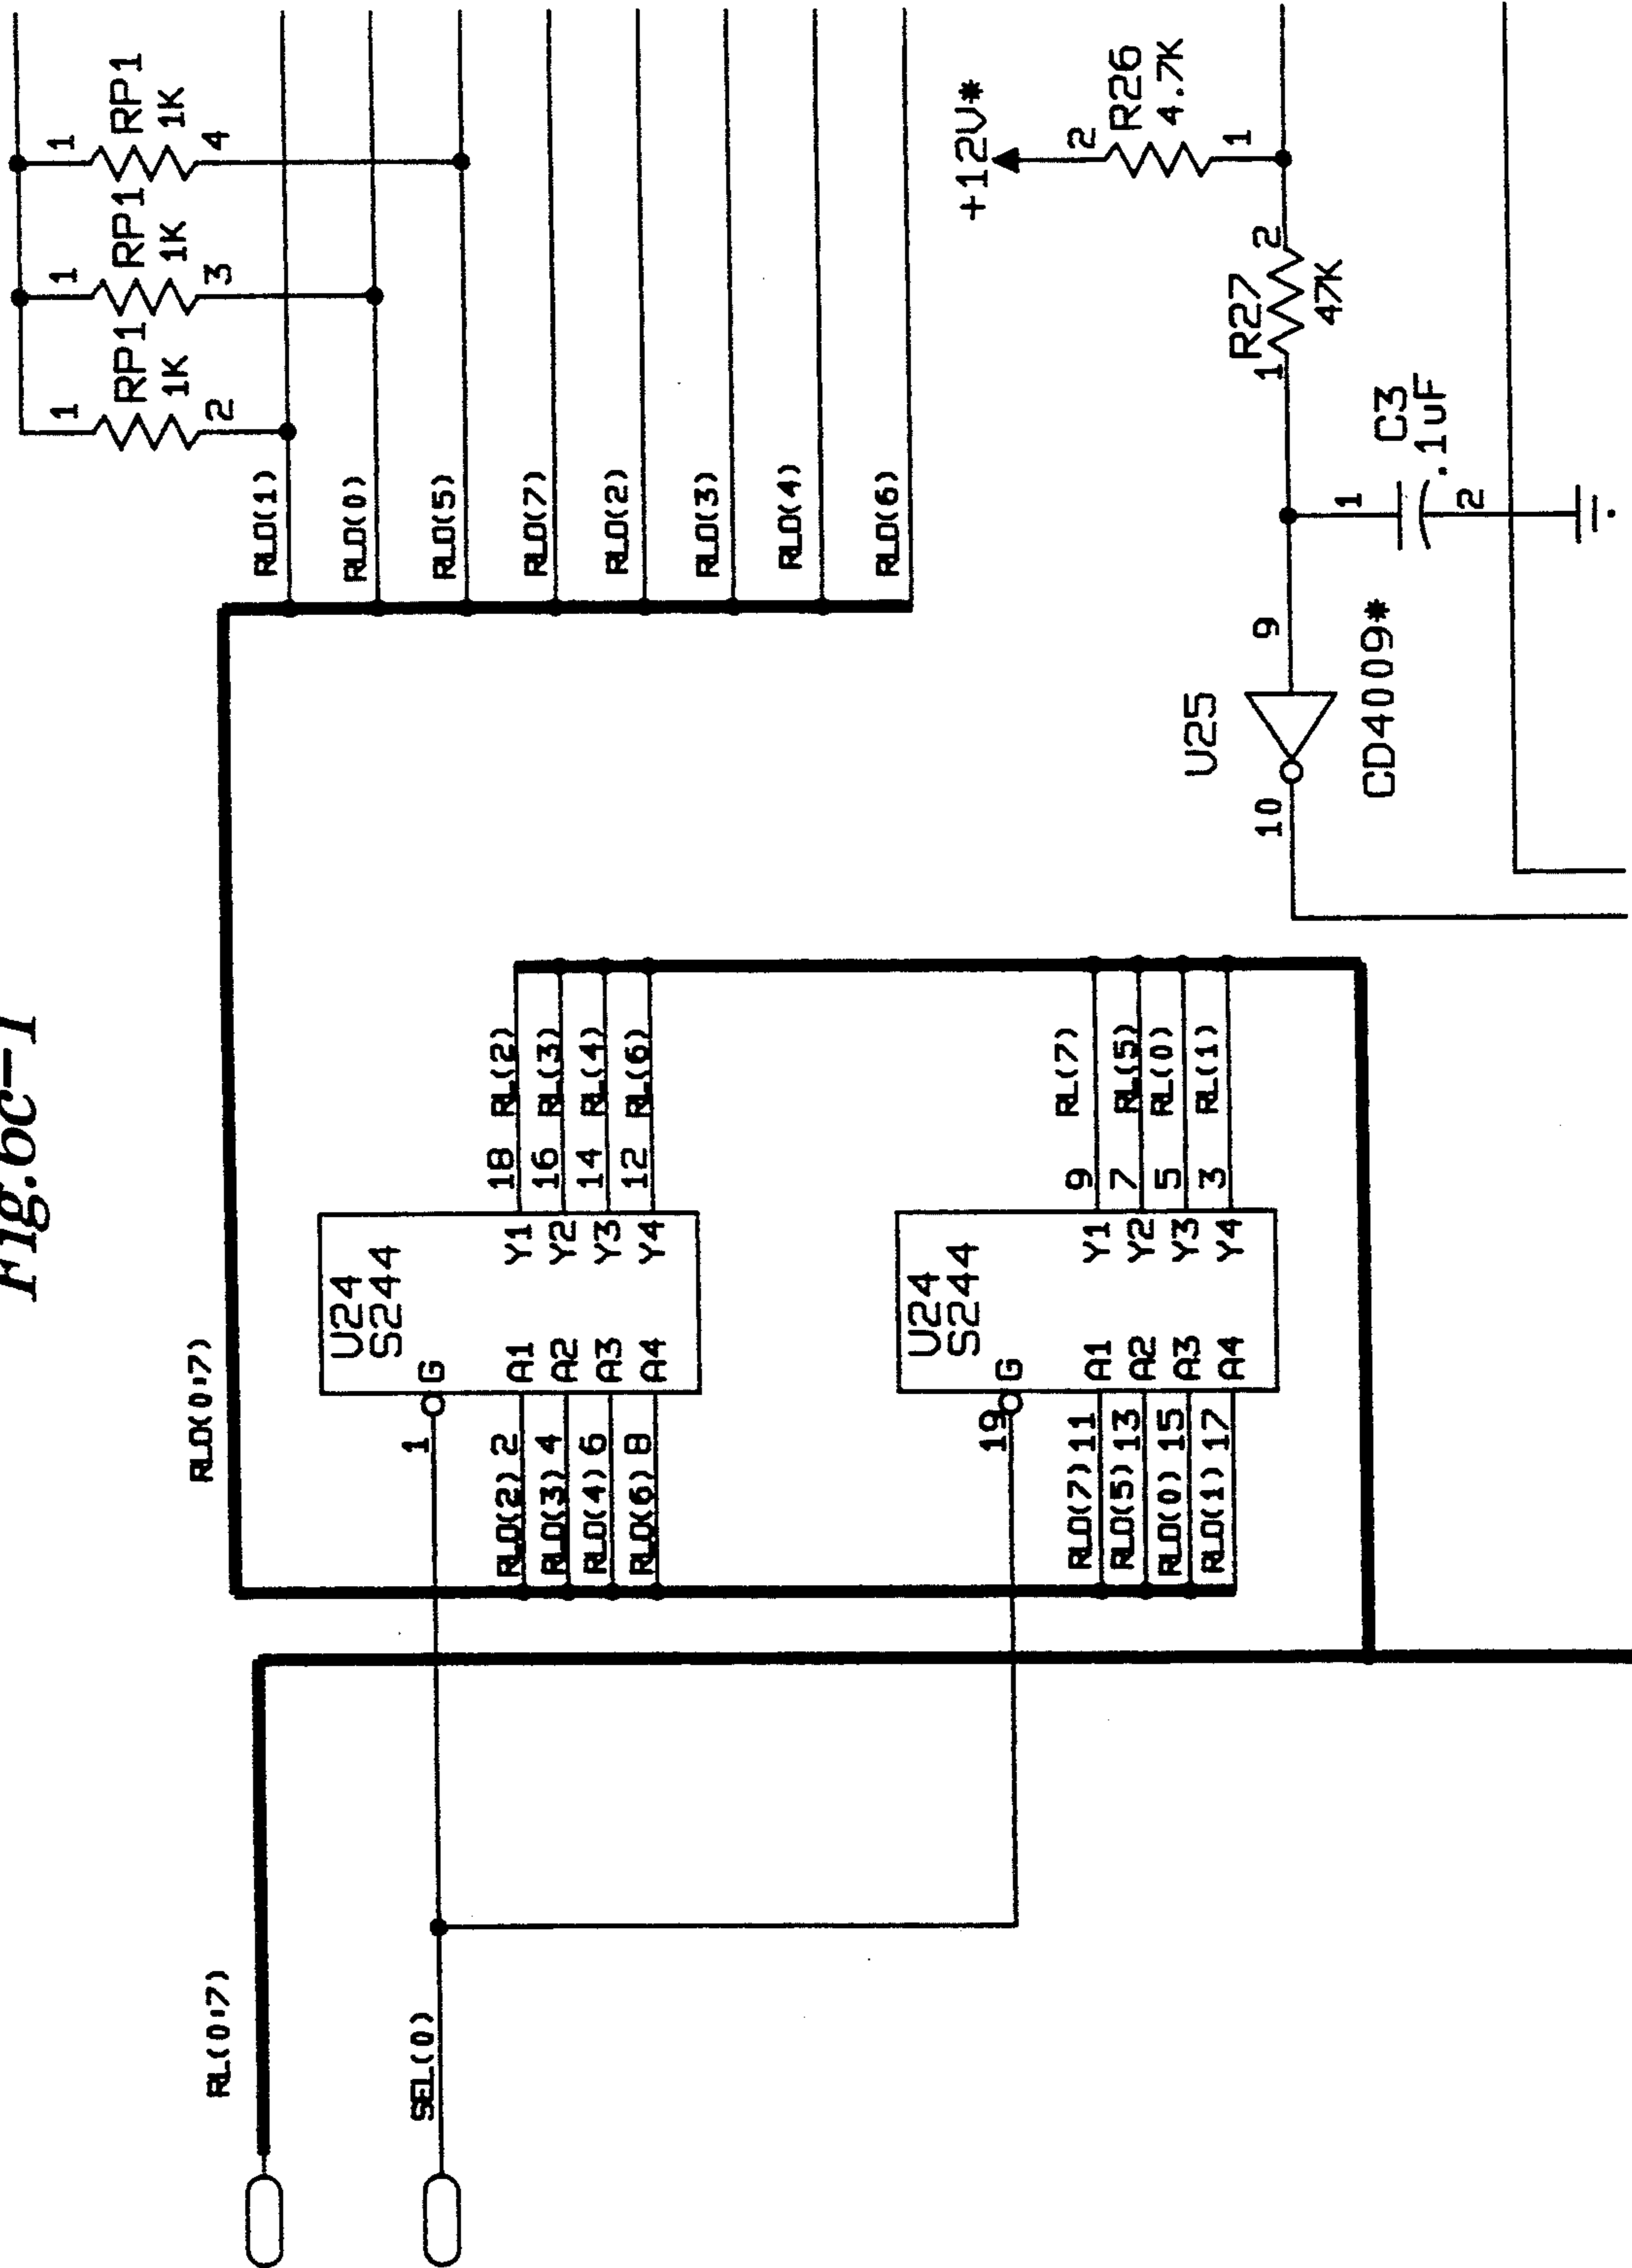 Fig.6c-1
RL(0:7)
SEL(0)
RLD(0:7)
U24
S244
1
G
RLD(2) 2 A1 Y1 18 RL(2)
RLD(3) 4 A2 Y2 16 RL(3)
RLD(4) 6 A3 Y3 14 RL(4)
RLD(6) 8 A4 Y4 12 RL(6)
U24
S244
19
G
RLD(7) 11 A1 Y1 9 RL(7)
RLD(5) 13 A2 Y2 7 RL(5)
RLD(0) 15 A3 Y3 5 RL(0)
RLD(1) 17 A4 Y4 3 RL(1)
1
RP1
1K
2
1
RP1
1K
3
1
RP1
1K
4
RLD(1)
RLD(0)
RLD(5)
RLD(7)
RLD(2)
RLD(3)
RLD(4)
RLD(6)
+12V*
2
R26
4.7K
1
U25
10
9
CD4009*
R27
1
2
47K
1
C3
.1uF
2